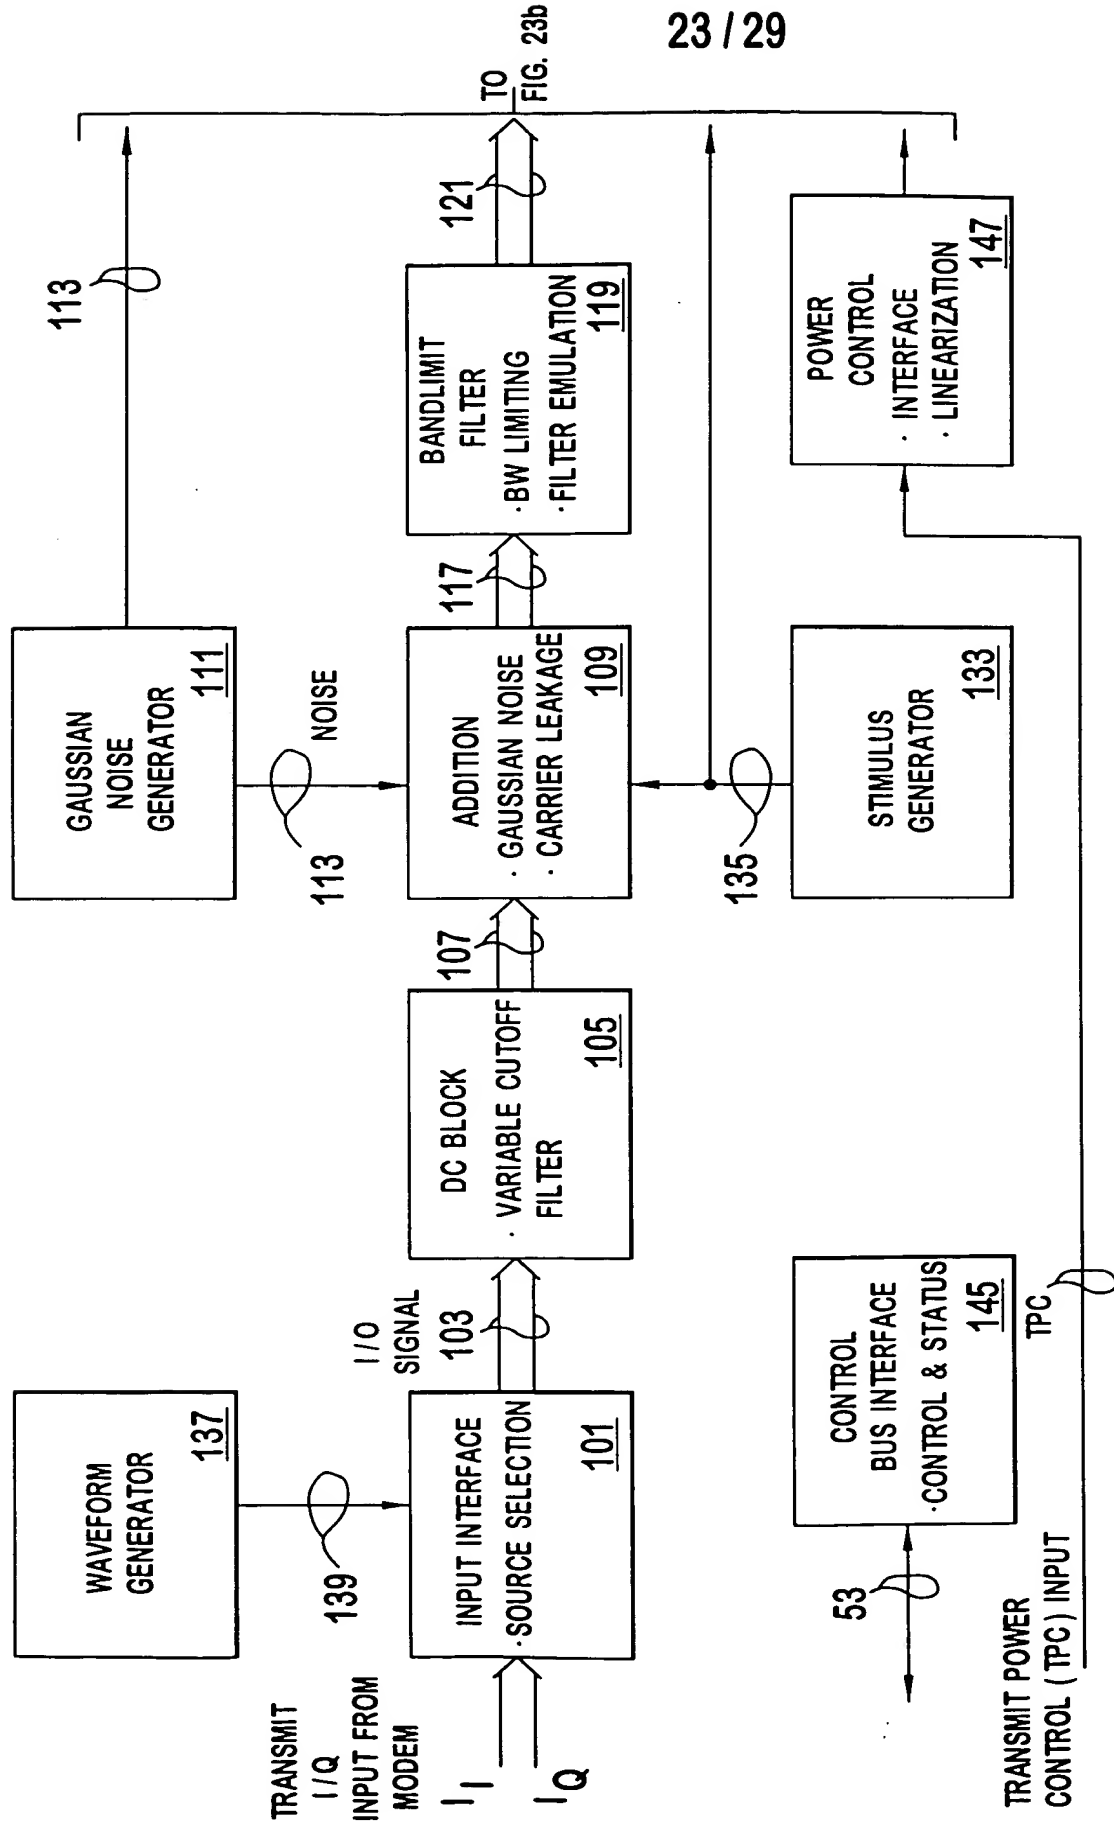 23 / 29
TO
FIG. 23b
113
GAUSSIAN
NOISE
GENERATOR
111
NOISE
113
WAVEFORM
GENERATOR
137
139
TRANSMIT
I/Q
INPUT FROM
MODEM
I I
I Q
INPUT INTERFACE
· SOURCE SELECTION
101
I/O
SIGNAL
103
DC BLOCK
· VARIABLE CUTOFF
FILTER
105
107
ADDITION
· GAUSSIAN NOISE
· CARRIER LEAKAGE
109
117
BANDLIMIT
FILTER
· BW LIMITING
· FILTER EMULATION
119
121
CONTROL
BUS INTERFACE
· CONTROL & STATUS
145
53
STIMULUS
GENERATOR
133
135
POWER
CONTROL
· INTERFACE
· LINEARIZATION
147
TRANSMIT POWER
CONTROL (TPC) INPUT
TPC